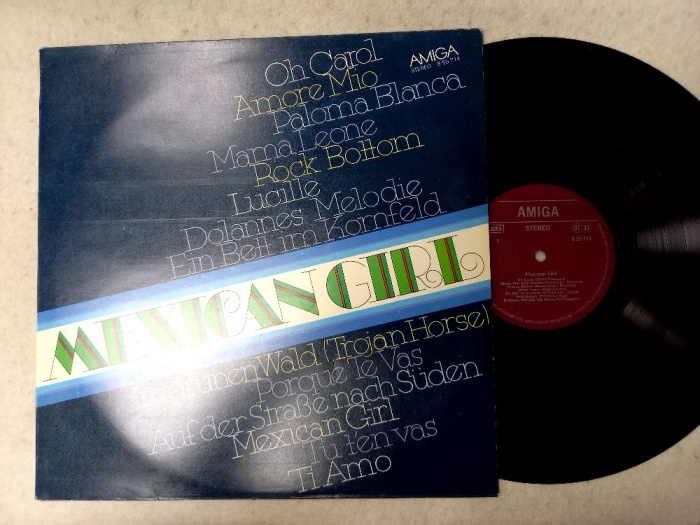 AMIGA
STEREO 8 55 714
Oh Carol
Amore Mio
Paloma Blanca
Mama Leone
Rock Bottom
Lucille
Dolannes Melodie
Ein Bett im Kornfeld
MEXICAN GIRL
Im grünen Wald (Trojan Horse)
Porque Te Vas
Auf der Straße nach Süden
Mexican Girl
Tu t'en vas
Ti Amo
AMIGA
STEREO
8 55 714
Mexican Girl